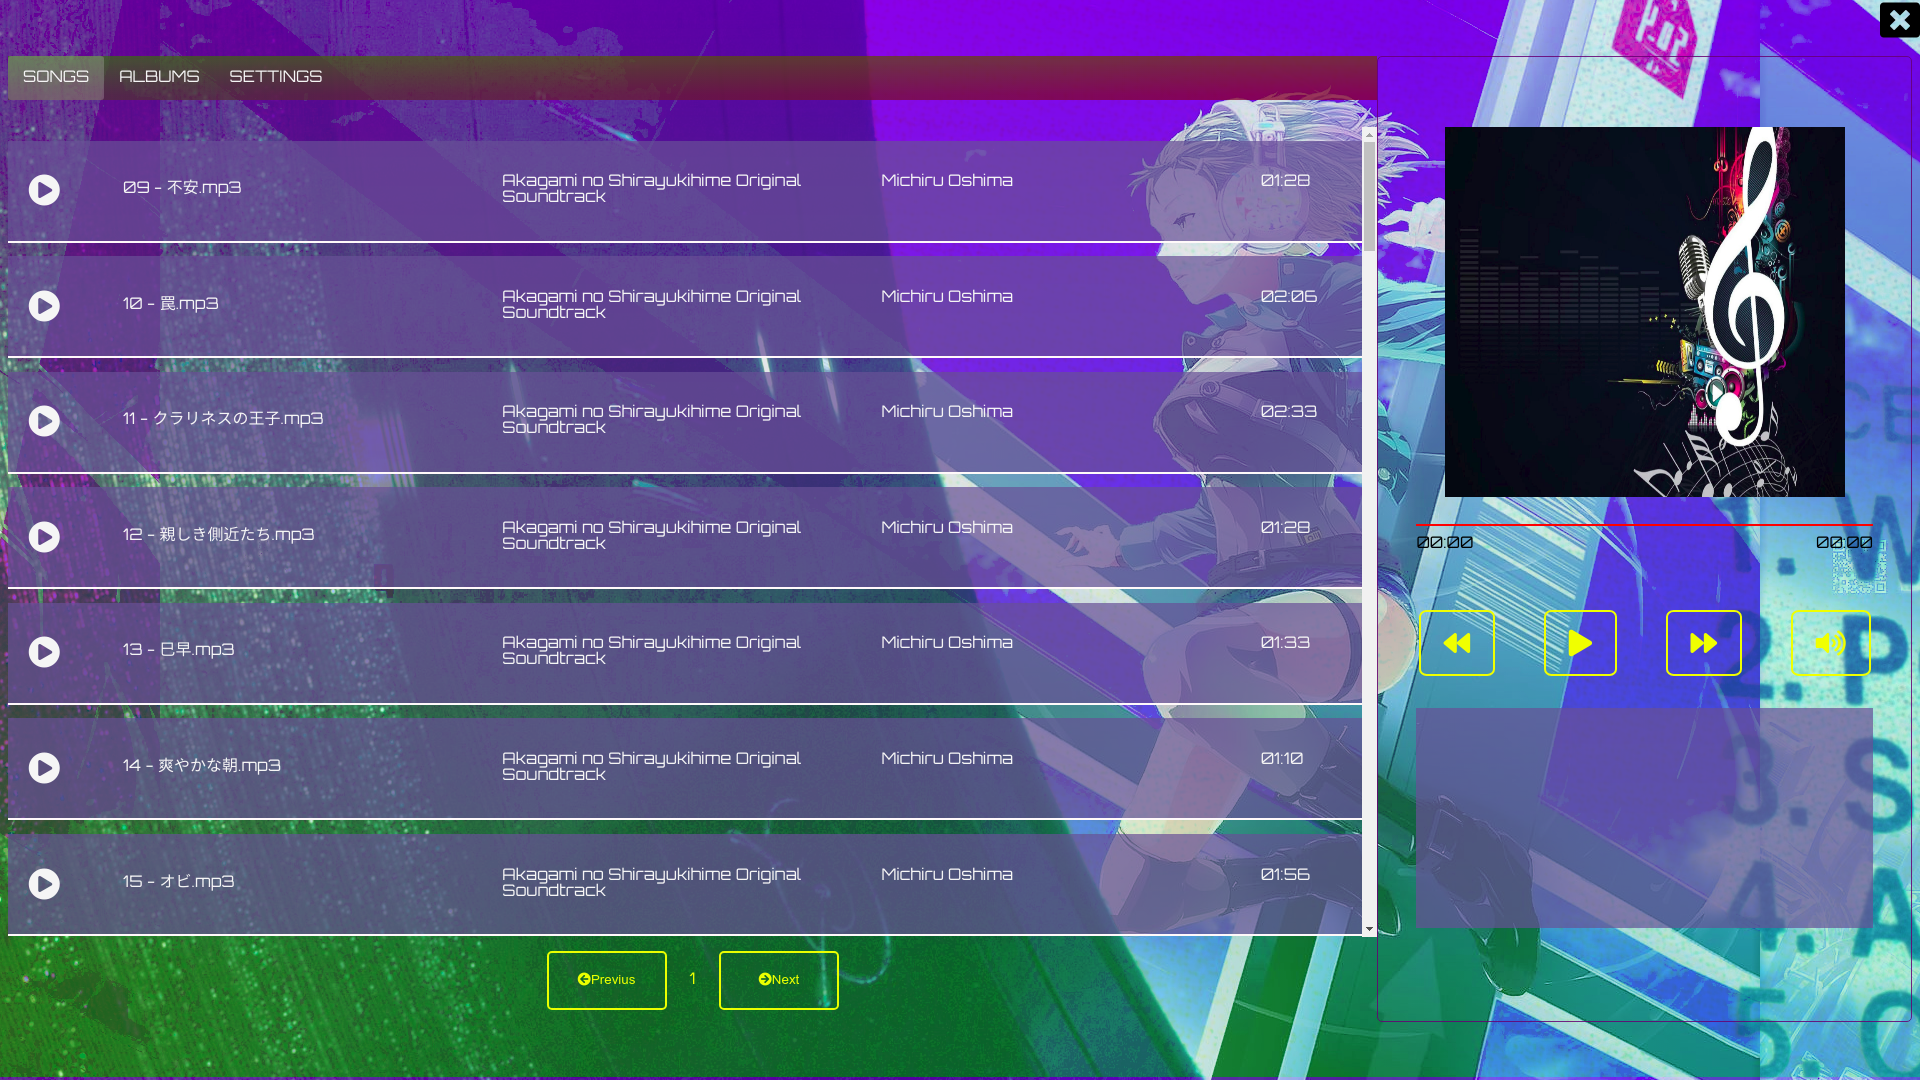 SONGS ALBUMS SETTINGS
09 - 不安.mp3 Akagami no Shirayukihime Original Soundtrack Michiru Oshima 01:28
10 - 罠.mp3 Akagami no Shirayukihime Original Soundtrack Michiru Oshima 02:06
11 - クラリネスの王子.mp3 Akagami no Shirayukihime Original Soundtrack Michiru Oshima 02:33
12 - 親しき側近たち.mp3 Akagami no Shirayukihime Original Soundtrack Michiru Oshima 01:28
13 - 巳早.mp3 Akagami no Shirayukihime Original Soundtrack Michiru Oshima 01:33
14 - 爽やかな朝.mp3 Akagami no Shirayukihime Original Soundtrack Michiru Oshima 01:10
15 - オビ.mp3 Akagami no Shirayukihime Original Soundtrack Michiru Oshima 01:56
Previus 1 Next
00:00 00:00
1. W
2. P
3. S
4. A
5. C